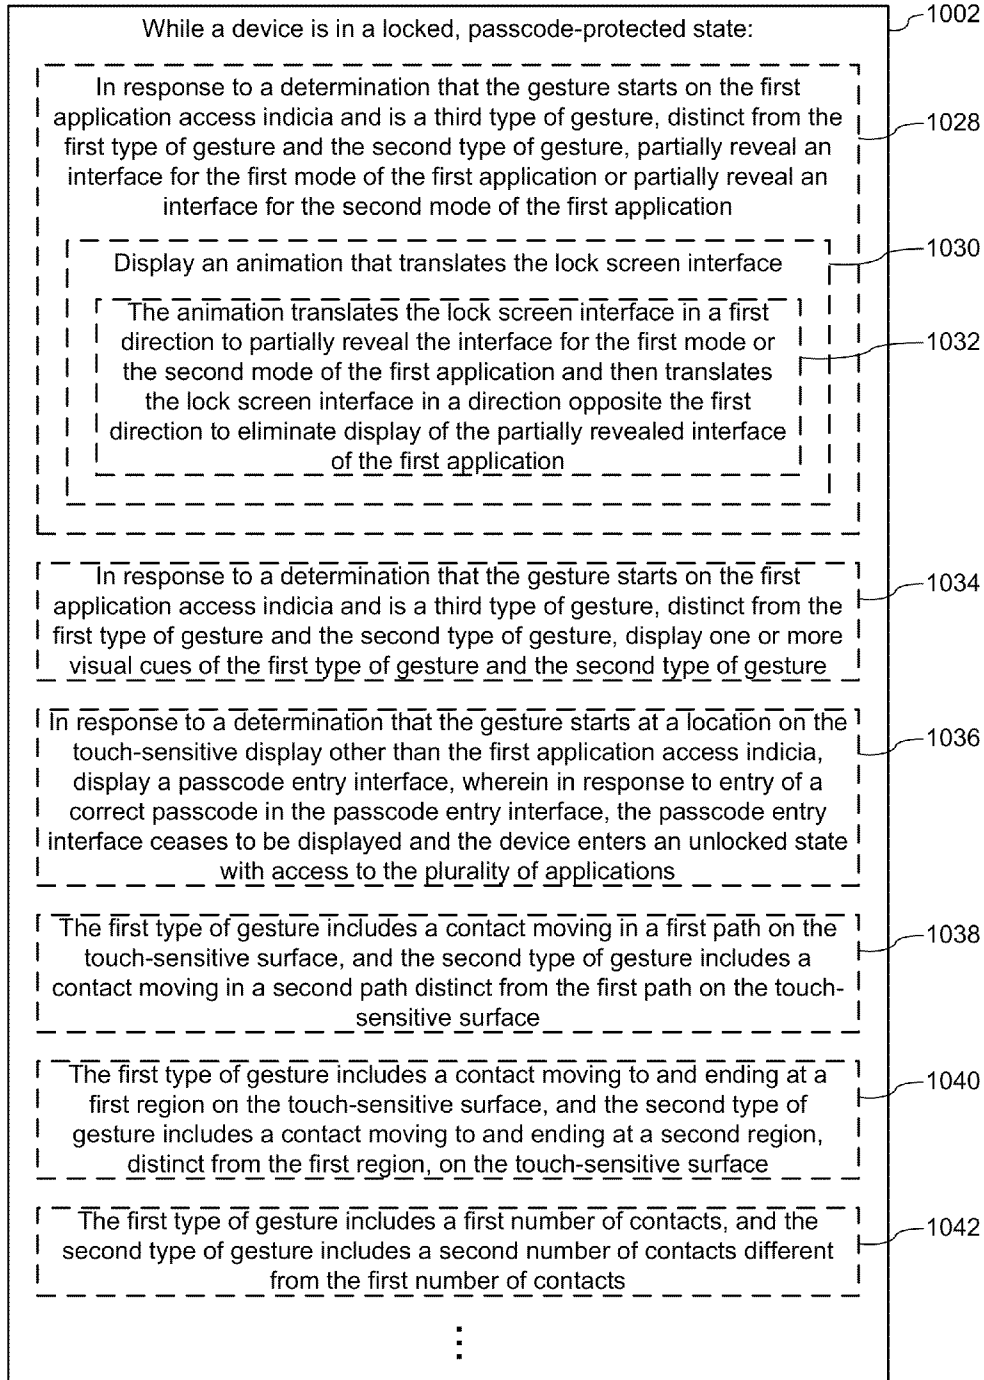 While a device is in a locked, passcode-protected state:
1002
In response to a determination that the gesture starts on the first
application access indicia and is a third type of gesture, distinct from the
first type of gesture and the second type of gesture, partially reveal an
interface for the first mode of the first application or partially reveal an
interface for the second mode of the first application
1028
Display an animation that translates the lock screen interface
1030
The animation translates the lock screen interface in a first
direction to partially reveal the interface for the first mode or
the second mode of the first application and then translates
the lock screen interface in a direction opposite the first
direction to eliminate display of the partially revealed interface
of the first application
1032
In response to a determination that the gesture starts on the first
application access indicia and is a third type of gesture, distinct from the
first type of gesture and the second type of gesture, display one or more
visual cues of the first type of gesture and the second type of gesture
1034
In response to a determination that the gesture starts at a location on the
touch-sensitive display other than the first application access indicia,
display a passcode entry interface, wherein in response to entry of a
correct passcode in the passcode entry interface, the passcode entry
interface ceases to be displayed and the device enters an unlocked state
with access to the plurality of applications
1036
The first type of gesture includes a contact moving in a first path on the
touch-sensitive surface, and the second type of gesture includes a
contact moving in a second path distinct from the first path on the touch-
sensitive surface
1038
The first type of gesture includes a contact moving to and ending at a
first region on the touch-sensitive surface, and the second type of
gesture includes a contact moving to and ending at a second region,
distinct from the first region, on the touch-sensitive surface
1040
The first type of gesture includes a first number of contacts, and the
second type of gesture includes a second number of contacts different
from the first number of contacts
1042